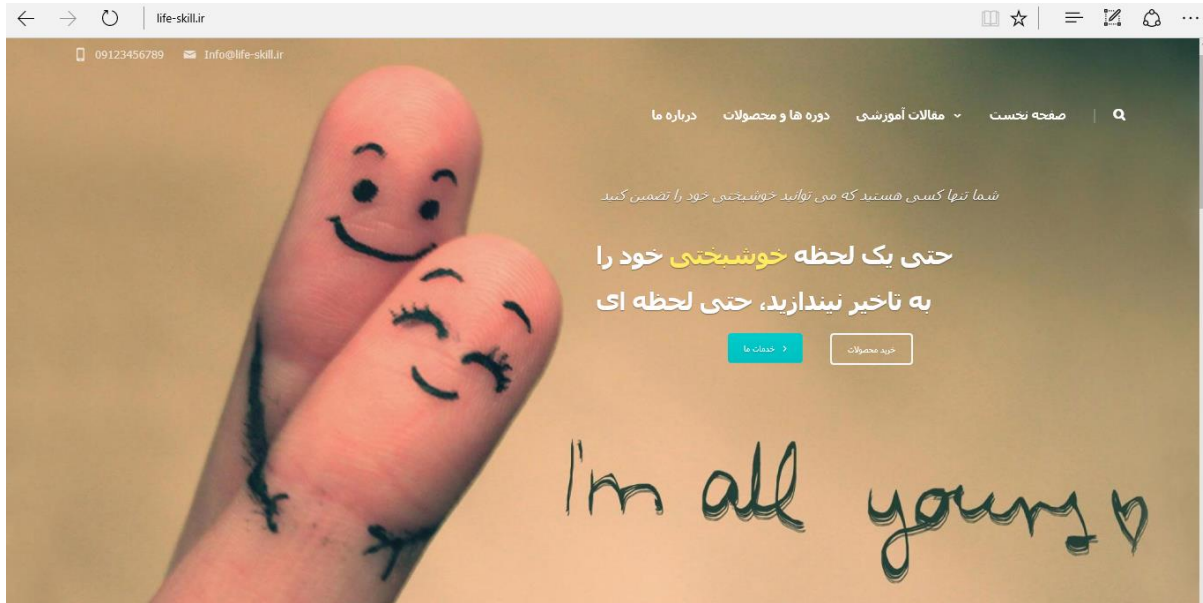 life-skill.ir
09123456789 Info@life-skill.ir
صفحه نخست | مقالات آموزشی دوره ها و محصولات درباره ما
شما تنها کسی هستید که می توانید خوشبختی خود را تضمین کنید
حتی یک لحظه خوشبختی خود را
به تاخیر نیندازید، حتی لحظه ای
خرید محصولات خدمات ما
I'm all yours